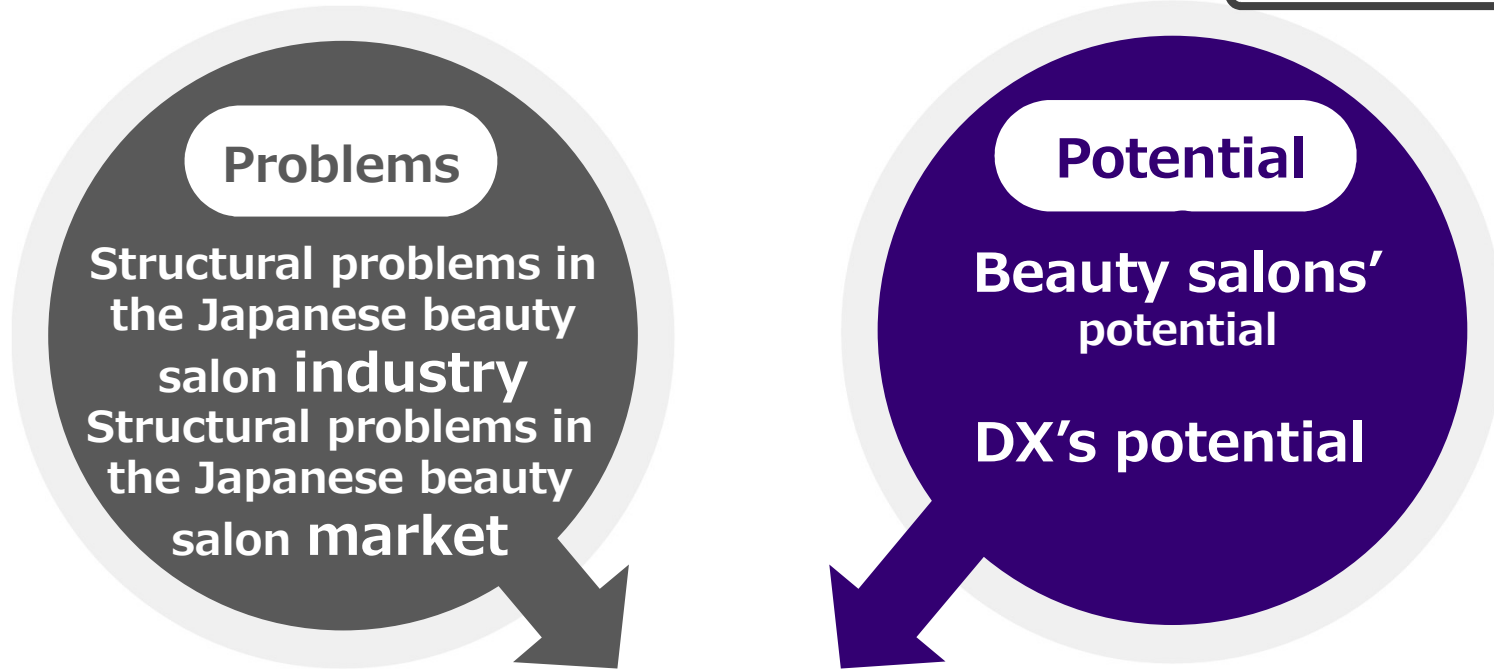 Problems
Structural problems in
the Japanese beauty
salon industry
Structural problems in
the Japanese beauty
salon market
Potential
Beauty salons’
potential
DX’s potential